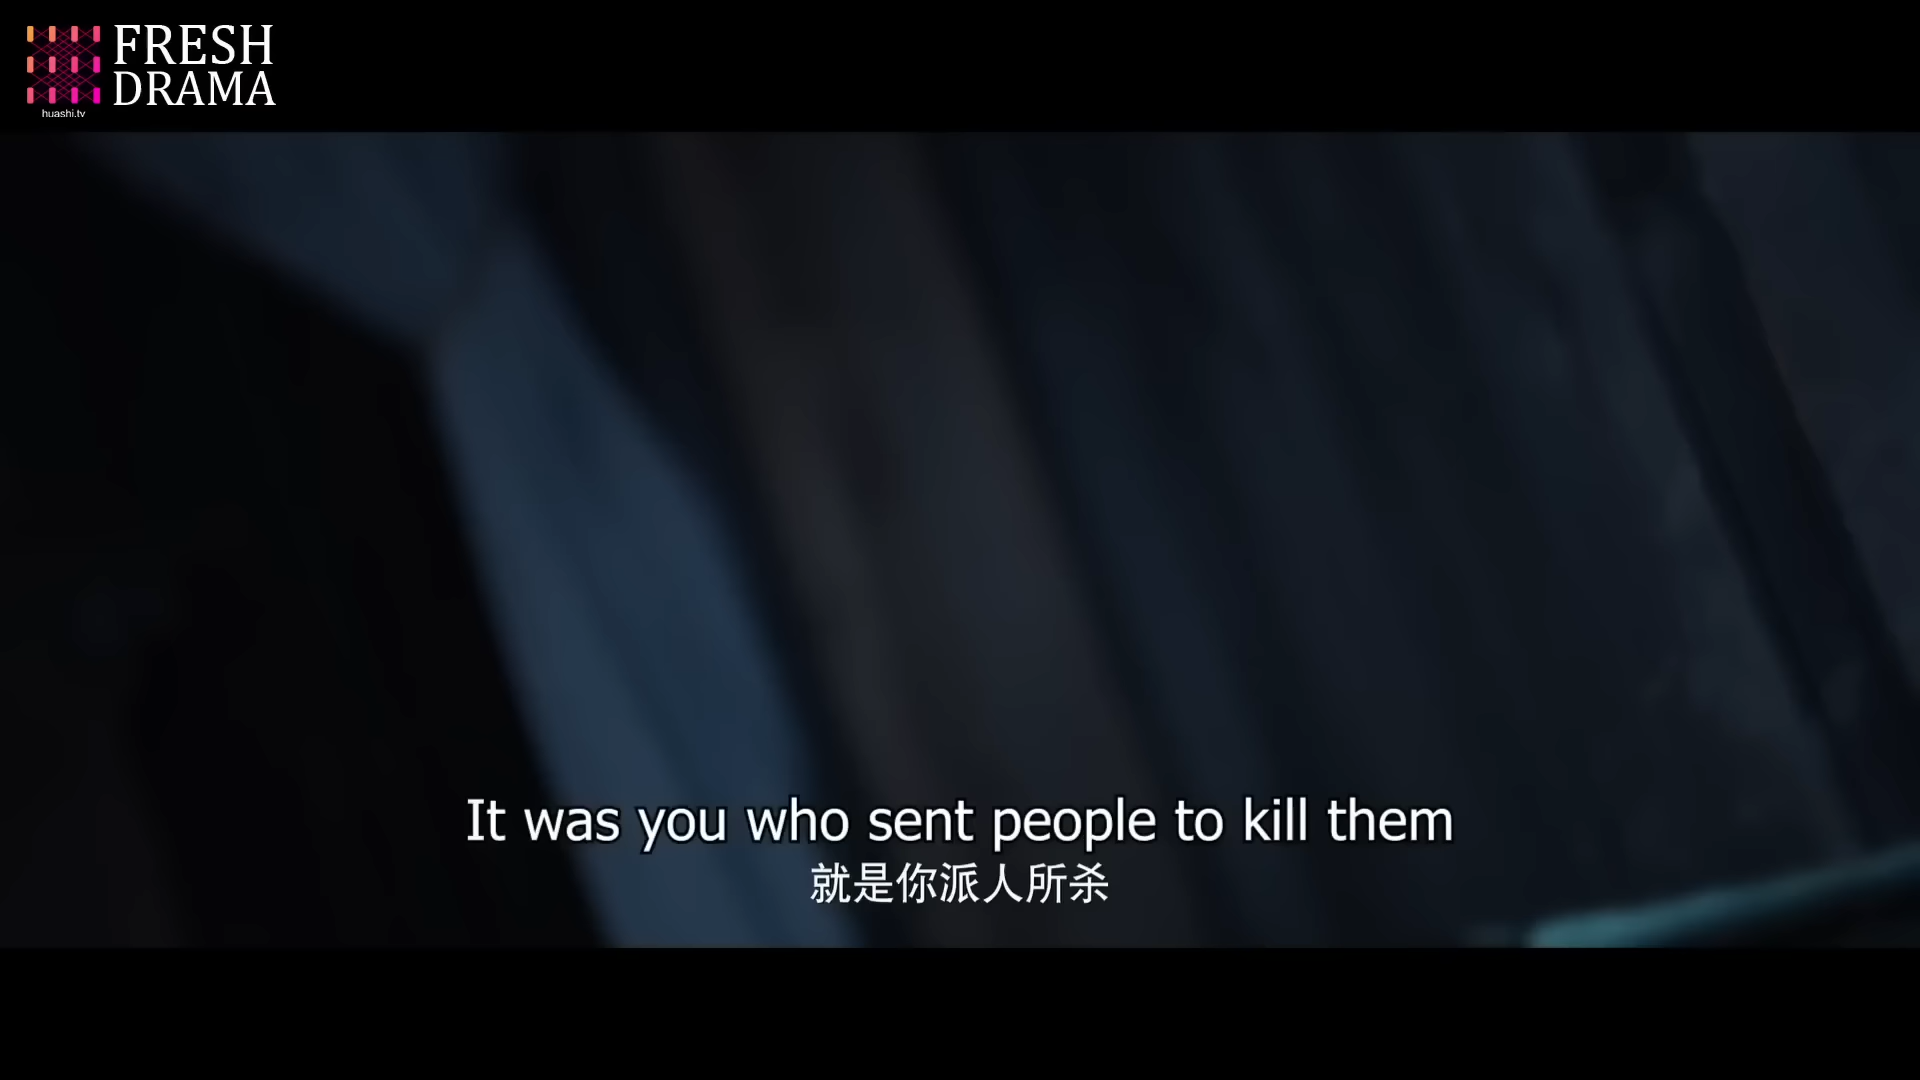 FRESH
DRAMA
huashi.tv
It was you who sent people to kill them
就是你派人所杀